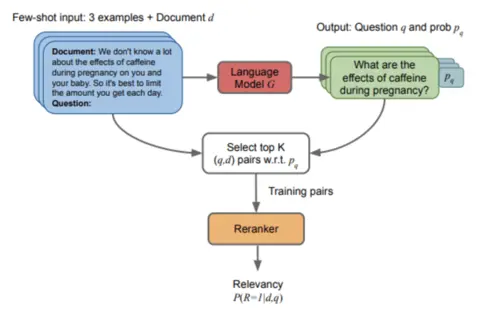 Few-shot input: 3 examples + Document d
Output: Question q and prob p_q
Document: We don't know a lot
about the effects of caffeine
during pregnancy on you and
your baby. So it's best to limit
the amount you get each day.
Question:
Language
Model G
What are the
effects of caffeine
during pregnancy?
p_q
Select top K
(q,d) pairs w.r.t. p_q
Training pairs
Reranker
Relevancy
P(R=1|d,q)